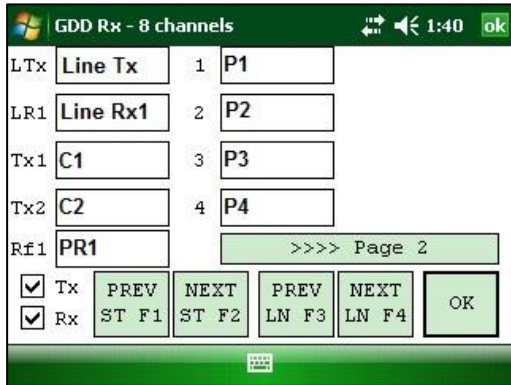 GDD Rx - 8 channels 1:40 ok
LTx Line Tx 1 P1
LR1 Line Rx1 2 P2
Tx1 C1 3 P3
Tx2 C2 4 P4
Rf1 PR1 >>>> Page 2
Tx PREV NEXT PREV NEXT OK
Rx ST F1 ST F2 LN F3 LN F4